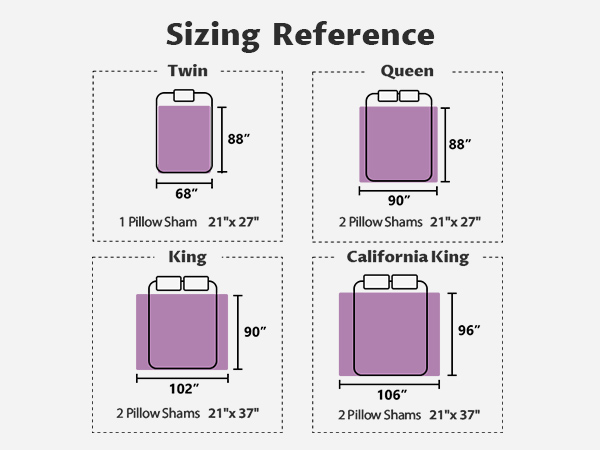 Sizing Reference
Twin
88”
68”
1 Pillow Sham 21"x 27"
Queen
88”
90”
2 Pillow Shams 21"x 27"
King
90”
102”
2 Pillow Shams 21"x 37"
California King
96”
106”
2 Pillow Shams 21"x 37"